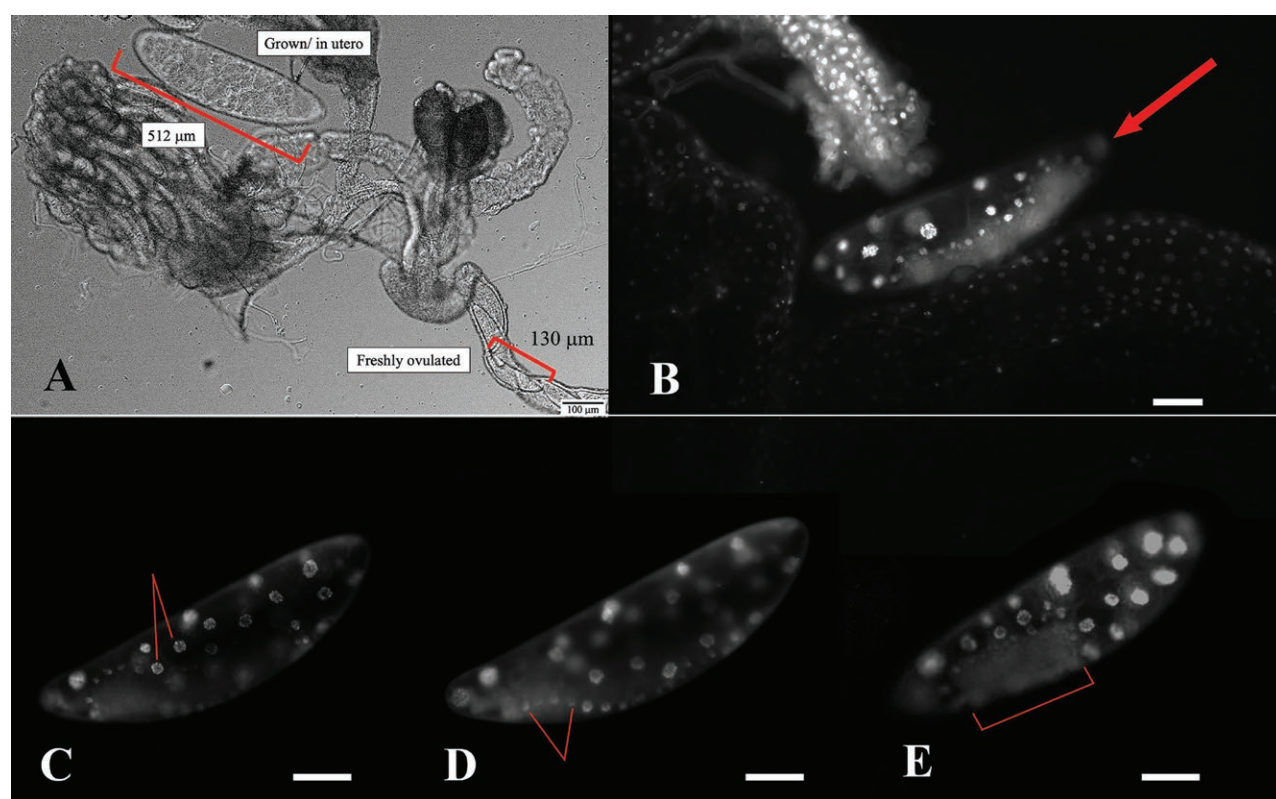 Grown/ in utero
512 µm
130 µm
Freshly ovulated
100 µm
A
B
C
D
E